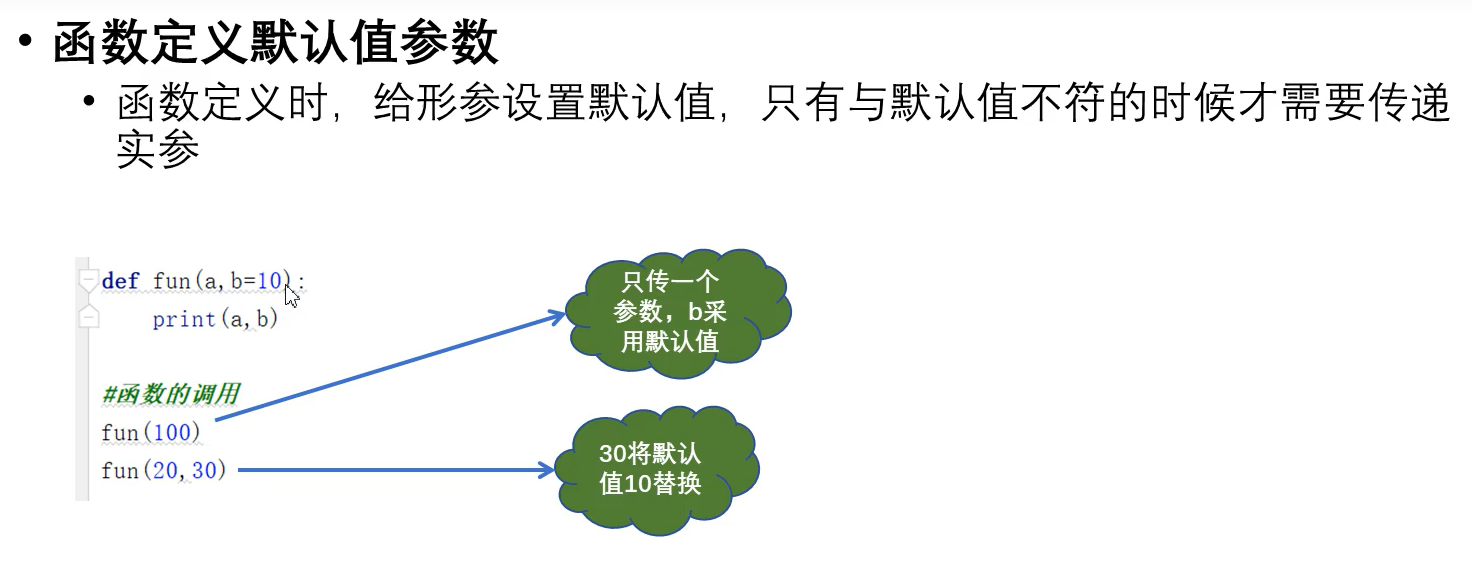 • 函数定义默认值参数
• 函数定义时，给形参设置默认值，只有与默认值不符的时候才需要传递
实参
def fun(a,b=10):
    print(a,b)
#函数的调用
fun(100)
fun(20,30)
只传一个
参数，b采
用默认值
30将默认
值10替换